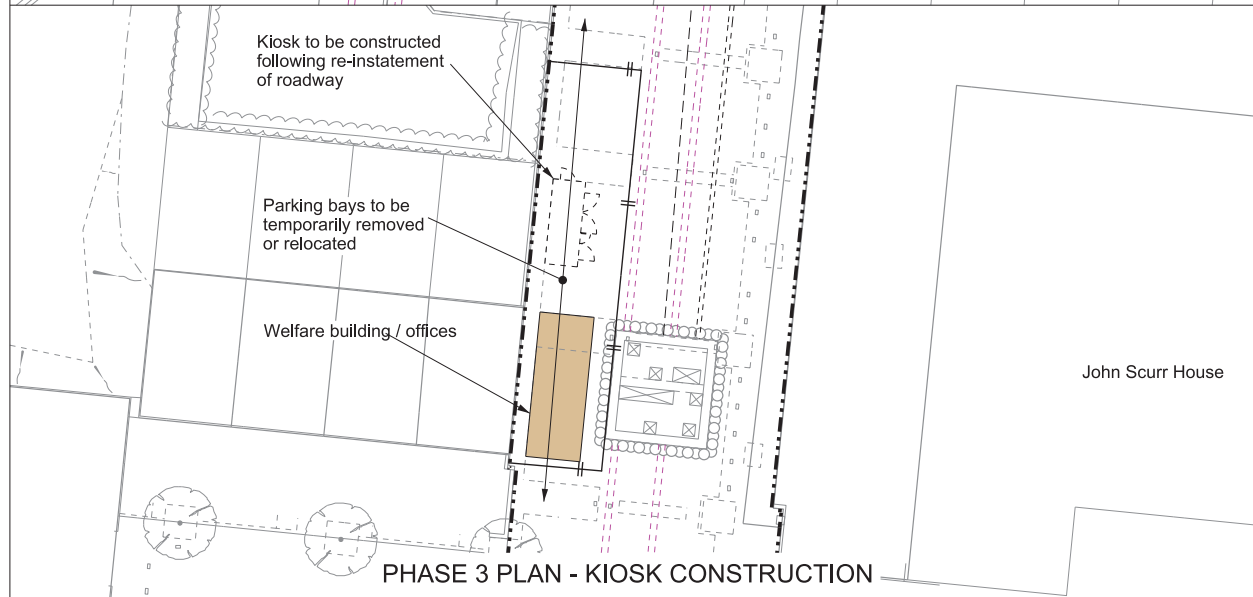 Kiosk to be constructed
following re-instatement
of roadway
Parking bays to be
temporarily removed
or relocated
Welfare building / offices
John Scurr House
PHASE 3 PLAN - KIOSK CONSTRUCTION